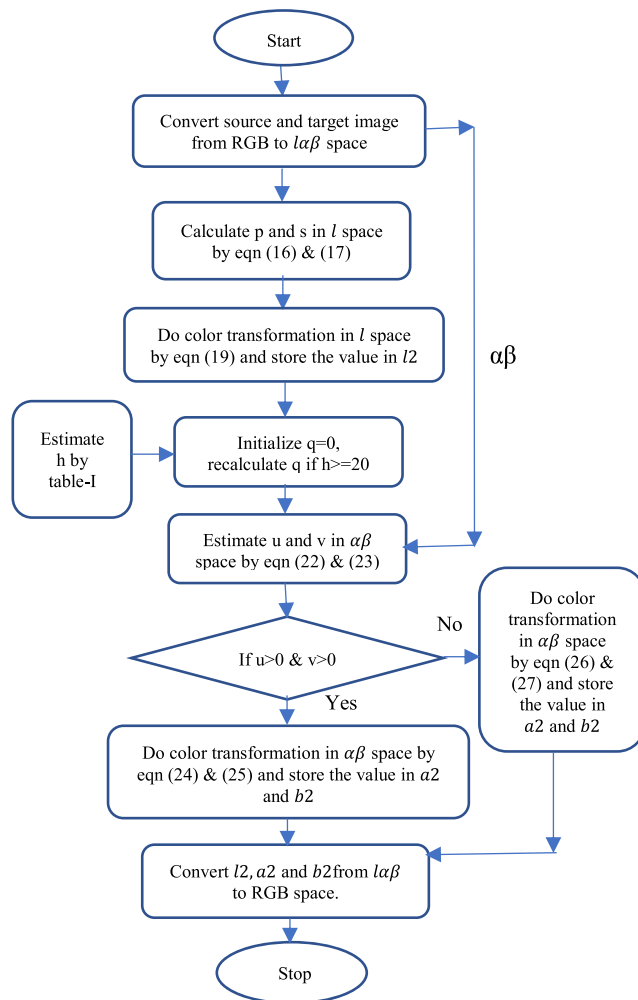 Start
Convert source and target image
from RGB to 𝑙𝛼𝛽 space
Calculate p and s in 𝑙 space
by eqn (16) & (17)
Do color transformation in 𝑙 space
by eqn (19) and store the value in 𝑙2
αβ
Estimate
h by
table-I
Initialize q=0,
recalculate q if h>=20
Estimate u and v in 𝛼𝛽
space by eqn (22) & (23)
If u>0 & v>0
No
Do color
transformation
in 𝛼𝛽 space
by eqn (26) &
(27) and store
the value in
𝑎2 and 𝑏2
Yes
Do color transformation in 𝛼𝛽 space by
eqn (24) & (25) and store the value in 𝑎2
and 𝑏2
Convert 𝑙2, 𝑎2 and 𝑏2from 𝑙𝛼𝛽
to RGB space.
Stop